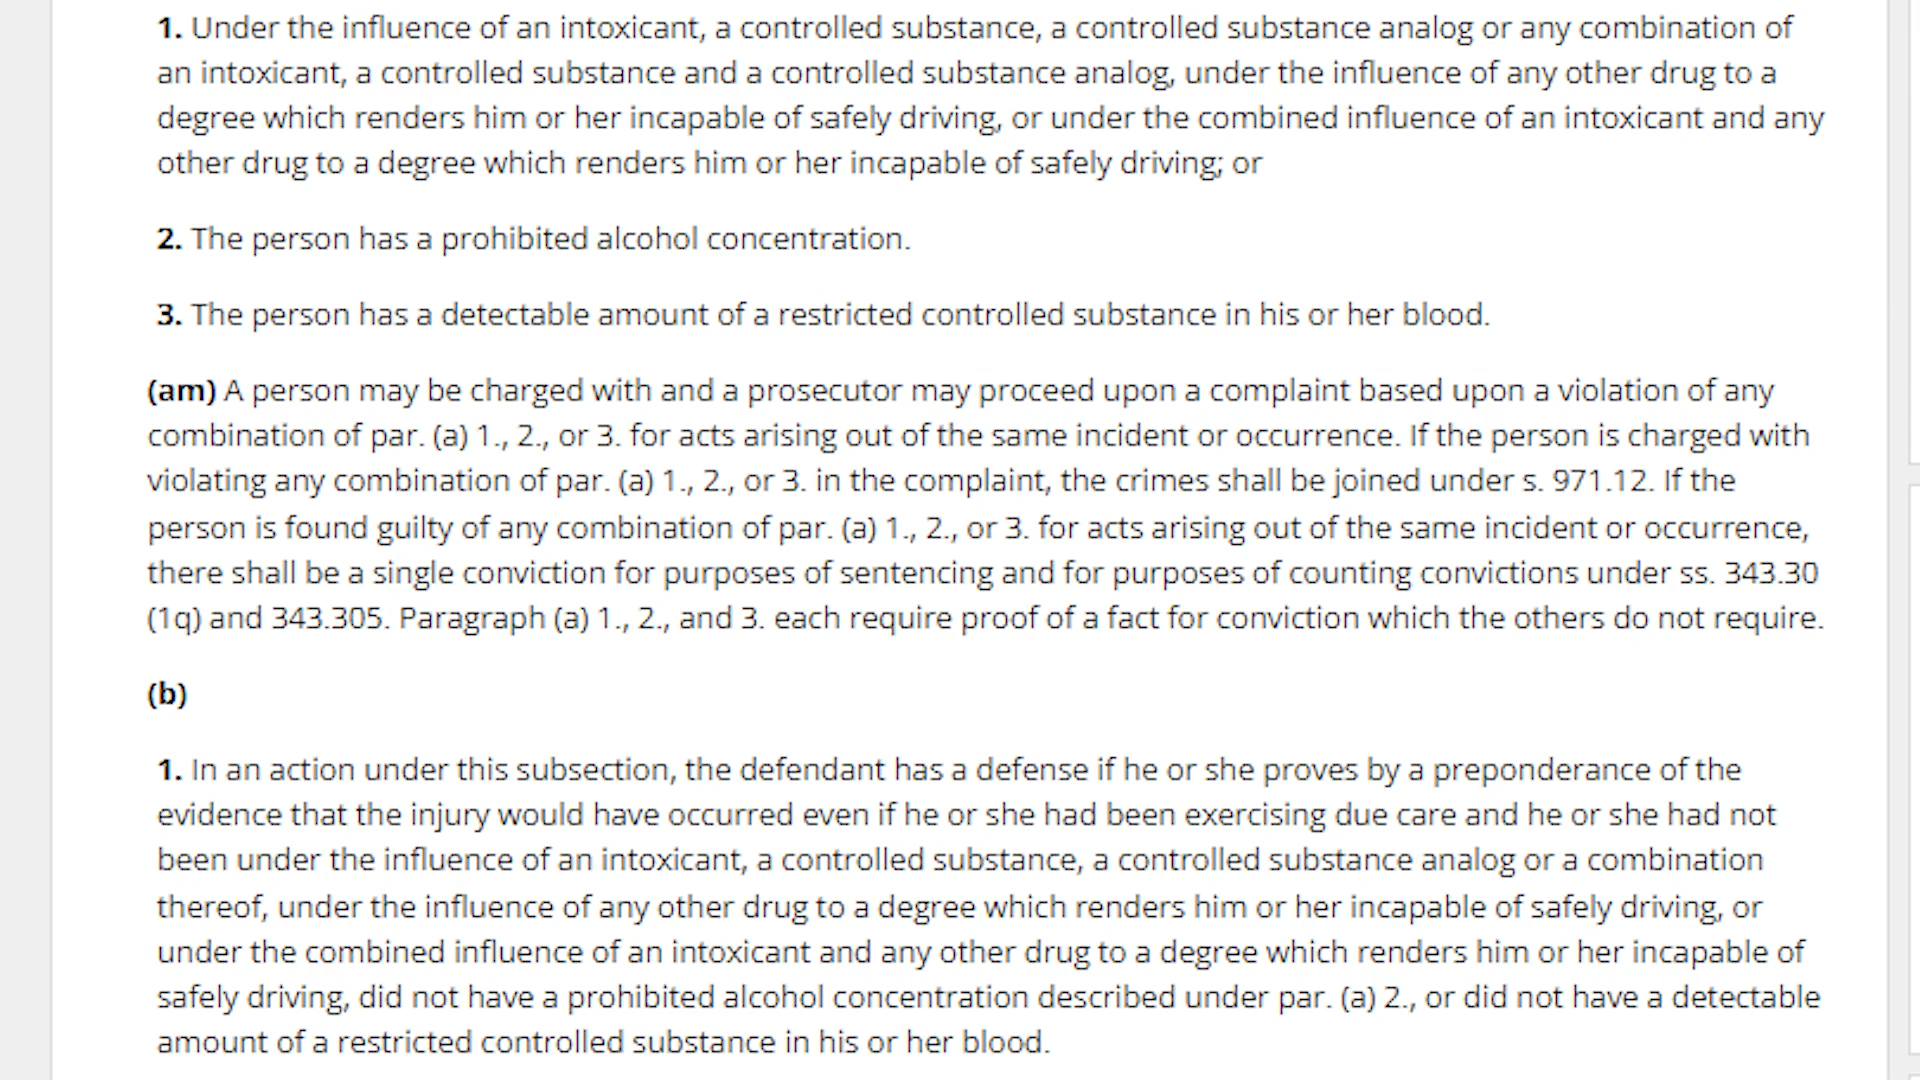 1. Under the influence of an intoxicant, a controlled substance, a controlled substance analog or any combination of
an intoxicant, a controlled substance and a controlled substance analog, under the influence of any other drug to a
degree which renders him or her incapable of safely driving, or under the combined influence of an intoxicant and any
other drug to a degree which renders him or her incapable of safely driving; or
2. The person has a prohibited alcohol concentration.
3. The person has a detectable amount of a restricted controlled substance in his or her blood.
(am) A person may be charged with and a prosecutor may proceed upon a complaint based upon a violation of any
combination of par. (a) 1., 2., or 3. for acts arising out of the same incident or occurrence. If the person is charged with
violating any combination of par. (a) 1., 2., or 3. in the complaint, the crimes shall be joined under s. 971.12. If the
person is found guilty of any combination of par. (a) 1., 2., or 3. for acts arising out of the same incident or occurrence,
there shall be a single conviction for purposes of sentencing and for purposes of counting convictions under ss. 343.30
(1q) and 343.305. Paragraph (a) 1., 2., and 3. each require proof of a fact for conviction which the others do not require.
(b)
1. In an action under this subsection, the defendant has a defense if he or she proves by a preponderance of the
evidence that the injury would have occurred even if he or she had been exercising due care and he or she had not
been under the influence of an intoxicant, a controlled substance, a controlled substance analog or a combination
thereof, under the influence of any other drug to a degree which renders him or her incapable of safely driving, or
under the combined influence of an intoxicant and any other drug to a degree which renders him or her incapable of
safely driving, did not have a prohibited alcohol concentration described under par. (a) 2., or did not have a detectable
amount of a restricted controlled substance in his or her blood.